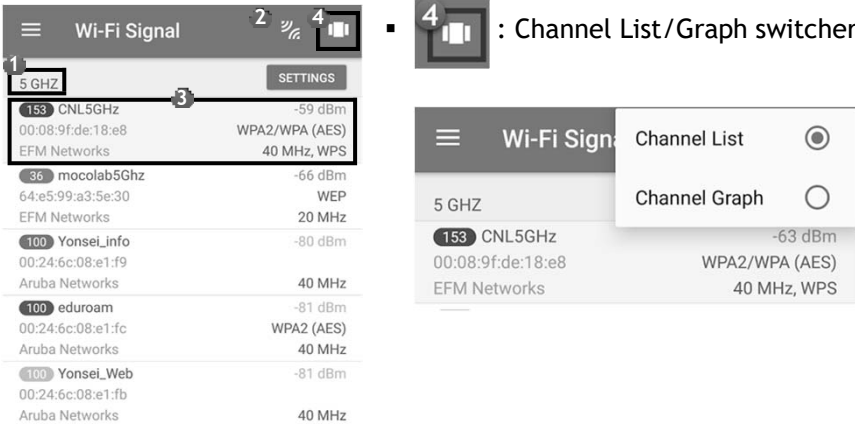 Wi-Fi Signal 2 4
1
5 GHZ SETTINGS
3
153 CNL5GHz -59 dBm
00:08:9f:de:18:e8 WPA2/WPA (AES)
EFM Networks 40 MHz, WPS
36 mocolab5Ghz -66 dBm
64:e5:99:a3:5e:30 WEP
EFM Networks 20 MHz
100 Yonsei_info -80 dBm
00:24:6c:08:e1:f9
Aruba Networks 40 MHz
100 eduroam -81 dBm
00:24:6c:08:e1:fc WPA2 (AES)
Aruba Networks 40 MHz
100 Yonsei_Web -81 dBm
00:24:6c:08:e1:fb
Aruba Networks 40 MHz
▪ 4 : Channel List/Graph switcher
Wi-Fi Signa Channel List
Channel Graph
5 GHZ
153 CNL5GHz -63 dBm
00:08:9f:de:18:e8 WPA2/WPA (AES)
EFM Networks 40 MHz, WPS